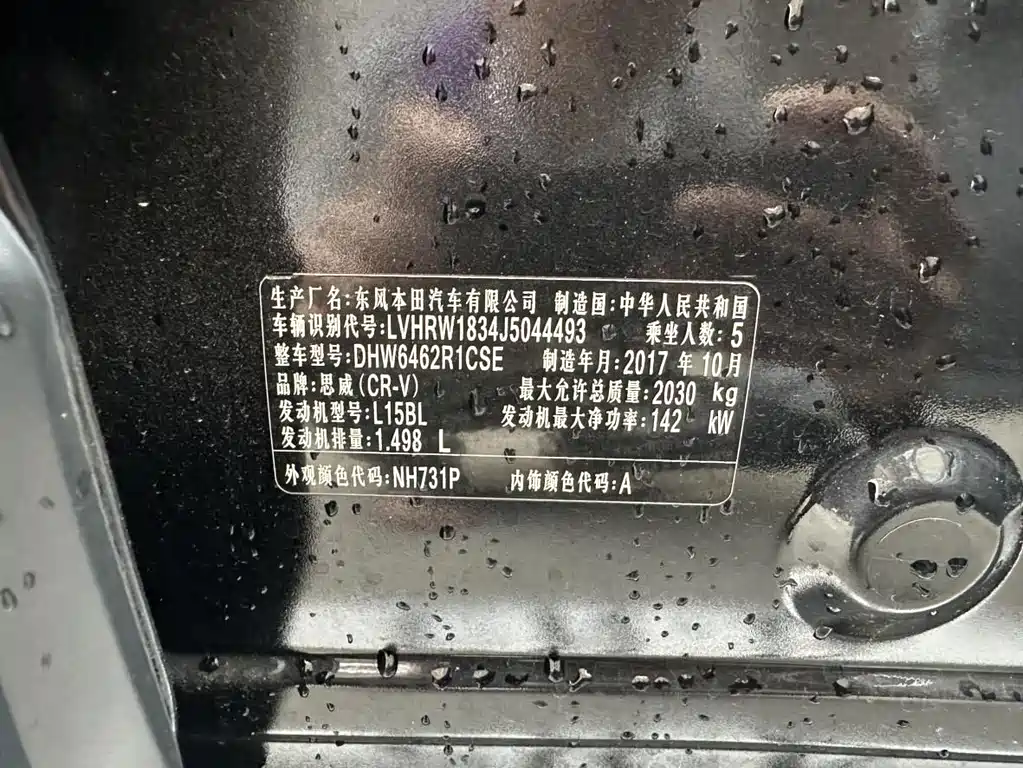 生产厂名:东风本田汽车有限公司 制造国:中华人民共和国
车辆识别代号:LVHRW1834J5044493 乘坐人数:5
整车型号:DHW6462R1CSE 制造年月:2017 年 10月
品牌:思威(CR-V) 最大允许总质量:2030 kg
发动机型号:L15BL 发动机最大净功率:142 kW
发动机排量:1.498 L
外观颜色代码:NH731P 内饰颜色代码:A